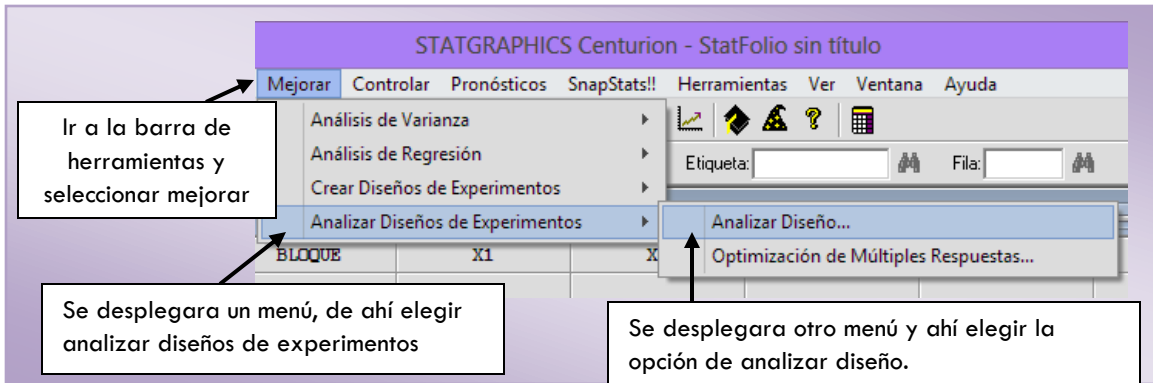 STATGRAPHICS Centurion - StatFolio sin título
Mejorar Controlar Pronósticos SnapStats!! Herramientas Ver Ventana Ayuda
Ir a la barra de
herramientas y
seleccionar mejorar
Análisis de Varianza
Análisis de Regresión
Crear Diseños de Experimentos
Analizar Diseños de Experimentos
Etiqueta:
Fila:
Analizar Diseño...
Optimización de Múltiples Respuestas...
BLOQUE X1 X
Se desplegara un menú, de ahí elegir
analizar diseños de experimentos
Se desplegara otro menú y ahí elegir la
opción de analizar diseño.